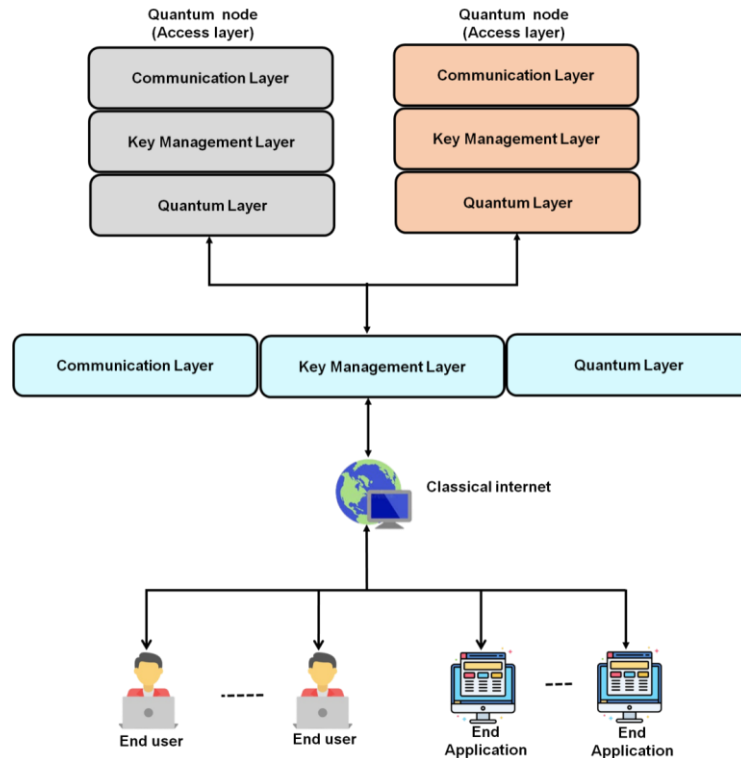 Quantum node
(Access layer)
Quantum node
(Access layer)
Communication Layer
Key Management Layer
Quantum Layer
Communication Layer
Key Management Layer
Quantum Layer
Communication Layer
Key Management Layer
Quantum Layer
Classical internet
End user
End user
End
Application
End
Application